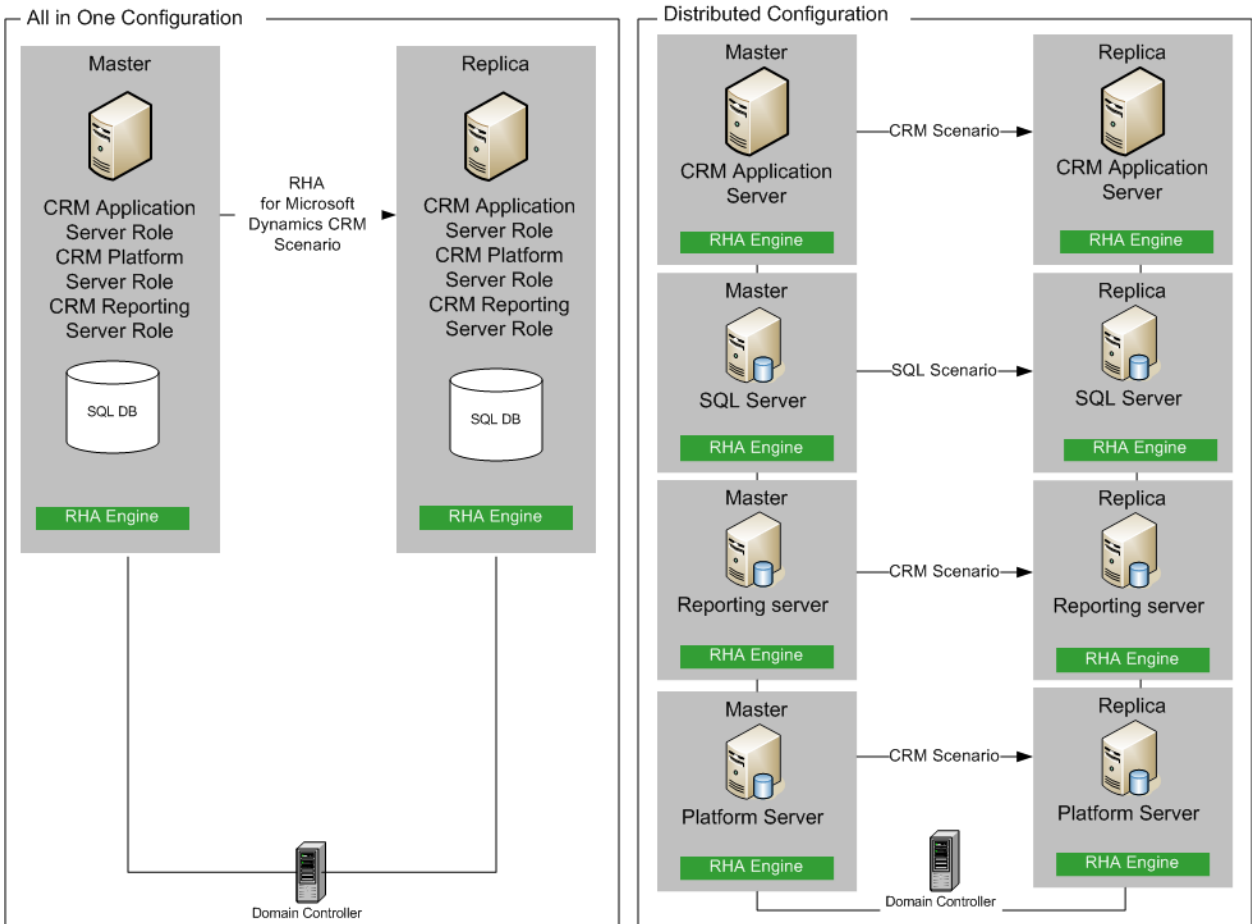 All in One Configuration
Master
CRM Application
Server Role
CRM Platform
Server Role
CRM Reporting
Server Role
SQL DB
RHA Engine
RHA
for Microsoft
Dynamics CRM
Scenario
Replica
CRM Application
Server Role
CRM Platform
Server Role
CRM Reporting
Server Role
SQL DB
RHA Engine
Domain Controller
Distributed Configuration
Master
CRM Application
Server
RHA Engine
CRM Scenario
Replica
CRM Application
Server
RHA Engine
Master
SQL Server
RHA Engine
SQL Scenario
Replica
SQL Server
RHA Engine
Master
Reporting server
RHA Engine
CRM Scenario
Replica
Reporting server
RHA Engine
Master
Platform Server
RHA Engine
CRM Scenario
Replica
Platform Server
RHA Engine
Domain Controller